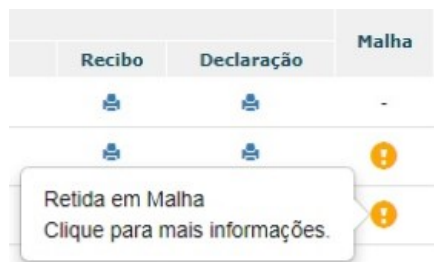 Malha
Recibo Declaração
-
Retida em Malha
Clique para mais informações.